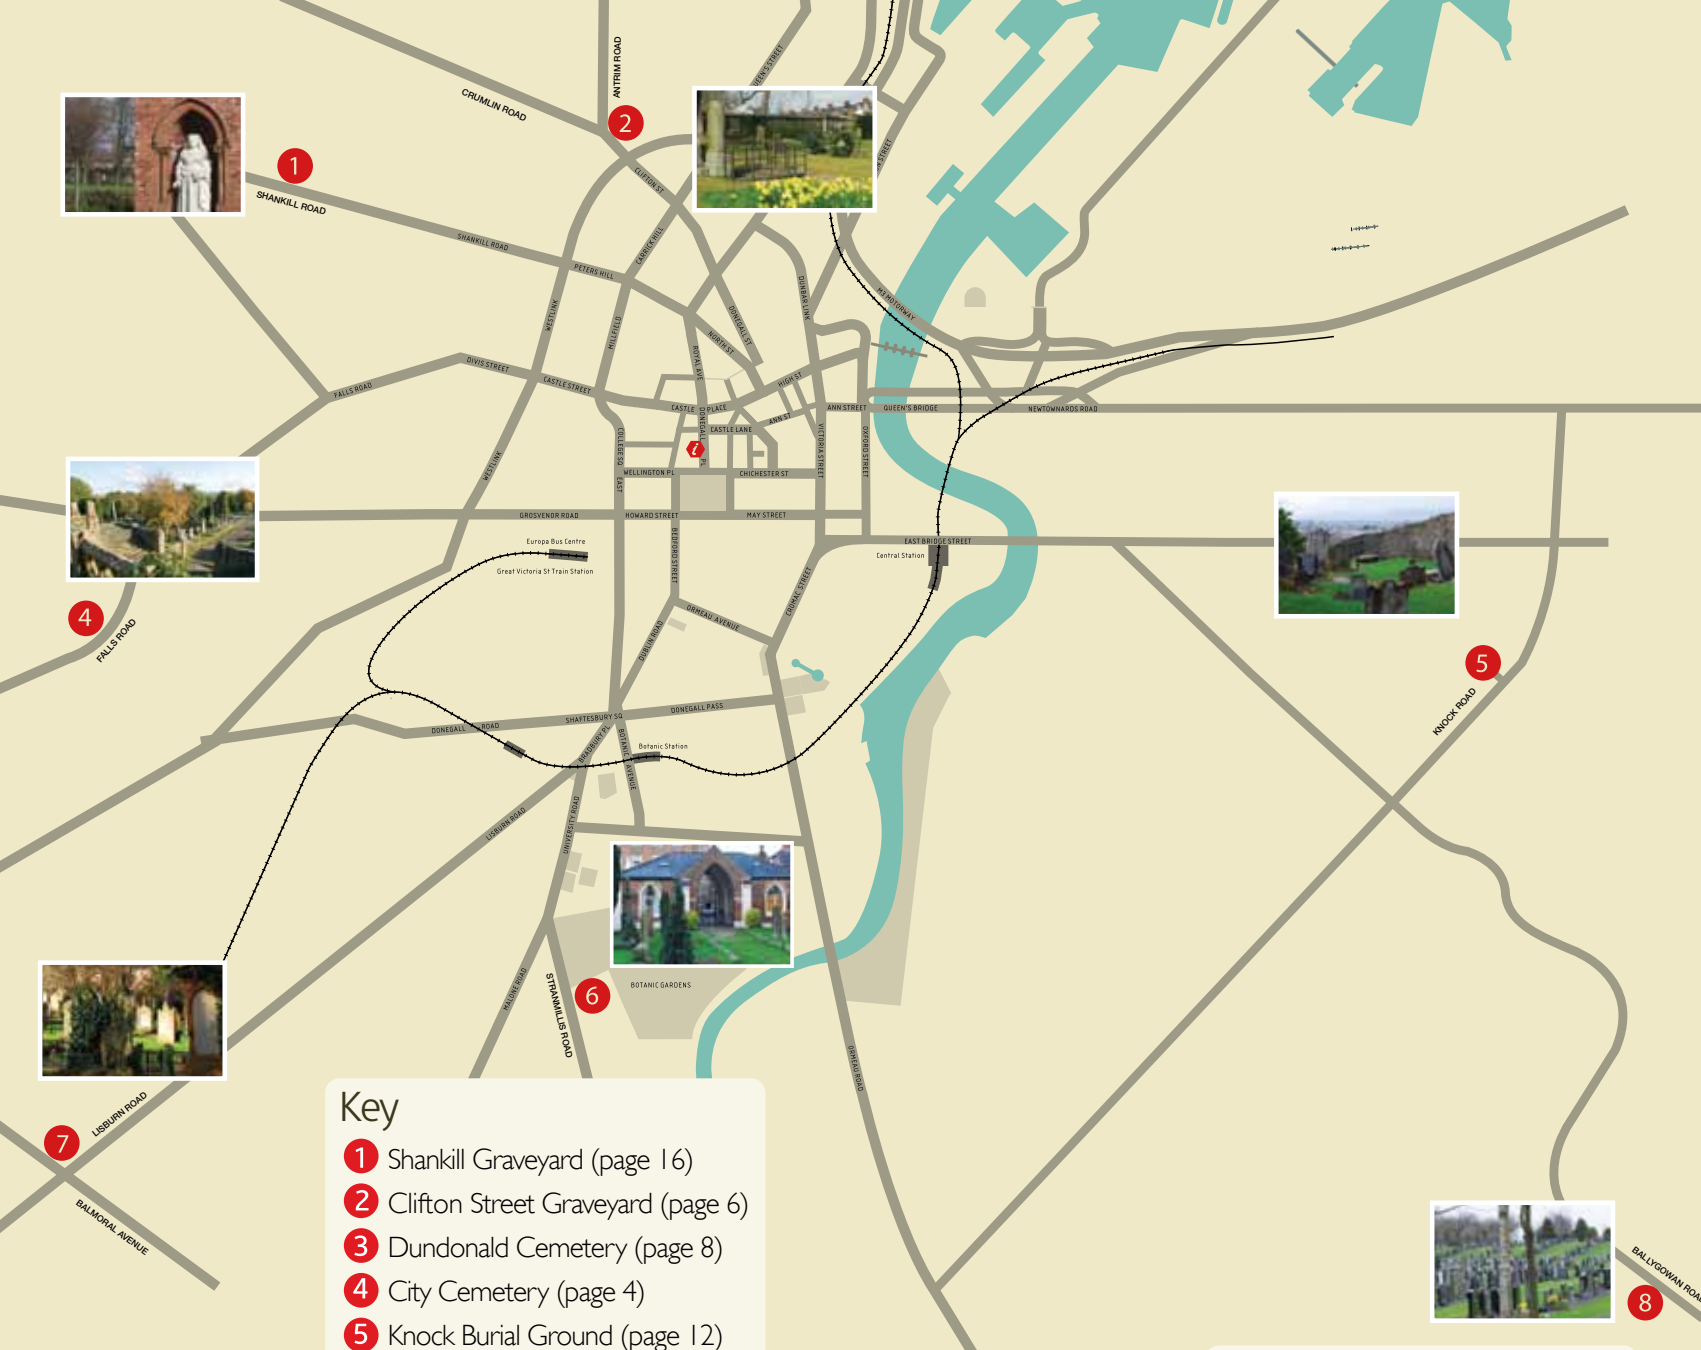 ANTRIM ROAD
CRUMLIN ROAD
2
1
SHANKILL ROAD
CLIFTON ST
SHANKILL ROAD
CARRICK HILL
PETERS HILL
DUNBAR LINK
M3 MOTORWAY
WESTLINK
MILLFIELD
DONEGALL ST
NORTH ST
ROYAL AVE
DIVIS STREET
CASTLE STREET
FALLS ROAD
HIGH ST
CASTLE PLACE
ANN STREET
QUEEN'S BRIDGE
NEWTOWNARDS ROAD
ANN ST
CASTLE LANE
DONEGALL PL
i
COLLEGE SQ EAST
VICTORIA STREET
OXFORD STREET
WESTLINK
WELLINGTON PL
CHICHESTER ST
GROSVENOR ROAD
HOWARD STREET
MAY STREET
Europa Bus Centre
Great Victoria St Train Station
BEDFORD STREET
EAST BRIDGE STREET
Central Station
CROMAC STREET
ORMEAU AVENUE
DUBLIN ROAD
4
FALLS ROAD
5
KNOCK ROAD
DONEGALL ROAD
SHAFTESBURY SQ
DONEGALL PASS
BRADBURY PL
BOTANIC AVENUE
Botanic Station
LISBURN ROAD
UNIVERSITY ROAD
MALONE ROAD
STRANMILLIS ROAD
6
BOTANIC GARDENS
ORMEAU ROAD
7
LISBURN ROAD
BALMORAL AVENUE
Key
1 Shankill Graveyard (page 16)
2 Clifton Street Graveyard (page 6)
3 Dundonald Cemetery (page 8)
4 City Cemetery (page 4)
5 Knock Burial Ground (page 12)
BALLYGOWAN ROAD
8